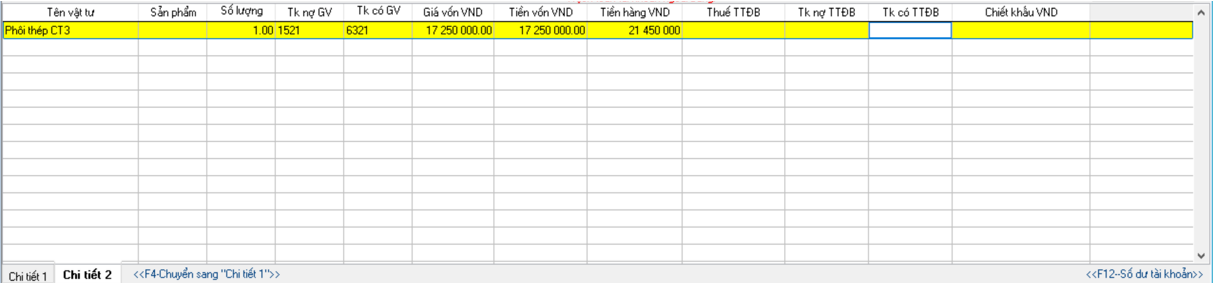 Tên vật tư Sản phẩm Số lượng Tk nợ GV Tk có GV Giá vốn VND Tiền vốn VND Tiền hàng VND Thuế TTĐB Tk nợ TTĐB Tk có TTĐB Chiết khấu VND
Phôi thép CT3 1.00 1521 6321 17 250 000.00 17 250 000.00 21 450 000
Chi tiết 1 Chi tiết 2 <<F4-Chuyển sang "Chi tiết 1">> <<F12--Số dư tài khoản>>